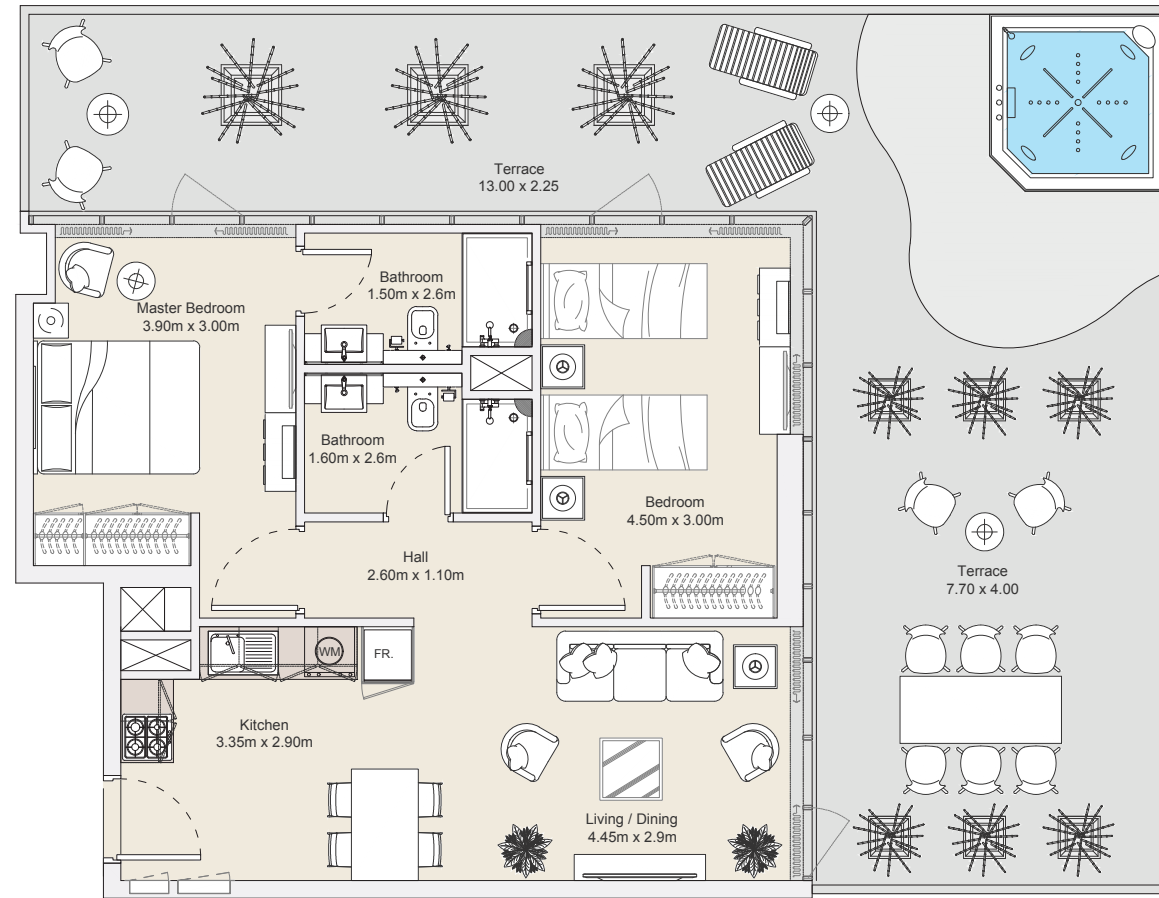 Terrace
13.00 x 2.25
Bathroom
1.50m x 2.6m
Master Bedroom
3.90m x 3.00m
Bathroom
1.60m x 2.6m
Bedroom
4.50m x 3.00m
Hall
2.60m x 1.10m
Terrace
7.70 x 4.00
WM
FR.
Kitchen
3.35m x 2.90m
Living / Dining
4.45m x 2.9m